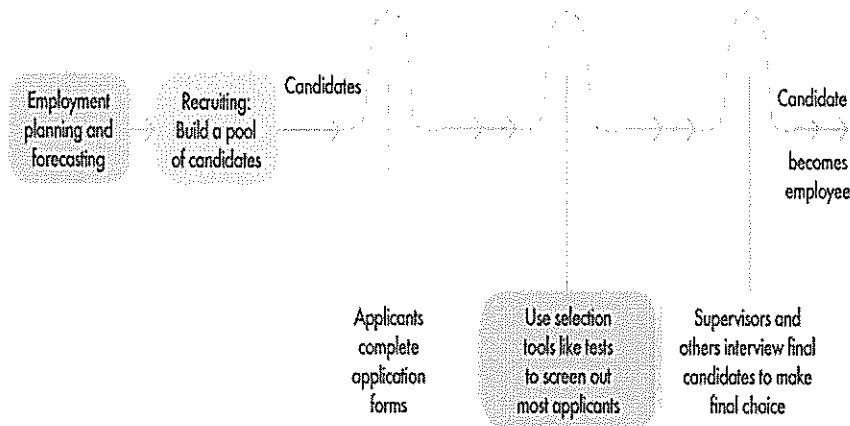 Employment
planning and
forecasting
Recruiting:
Build a pool
of candidates
Candidates
Candidate
becomes
employee
Applicants
complete
application
forms
Use selection
tools like tests
to screen out
most applicants
Supervisors and
others interview final
candidates to make
final choice